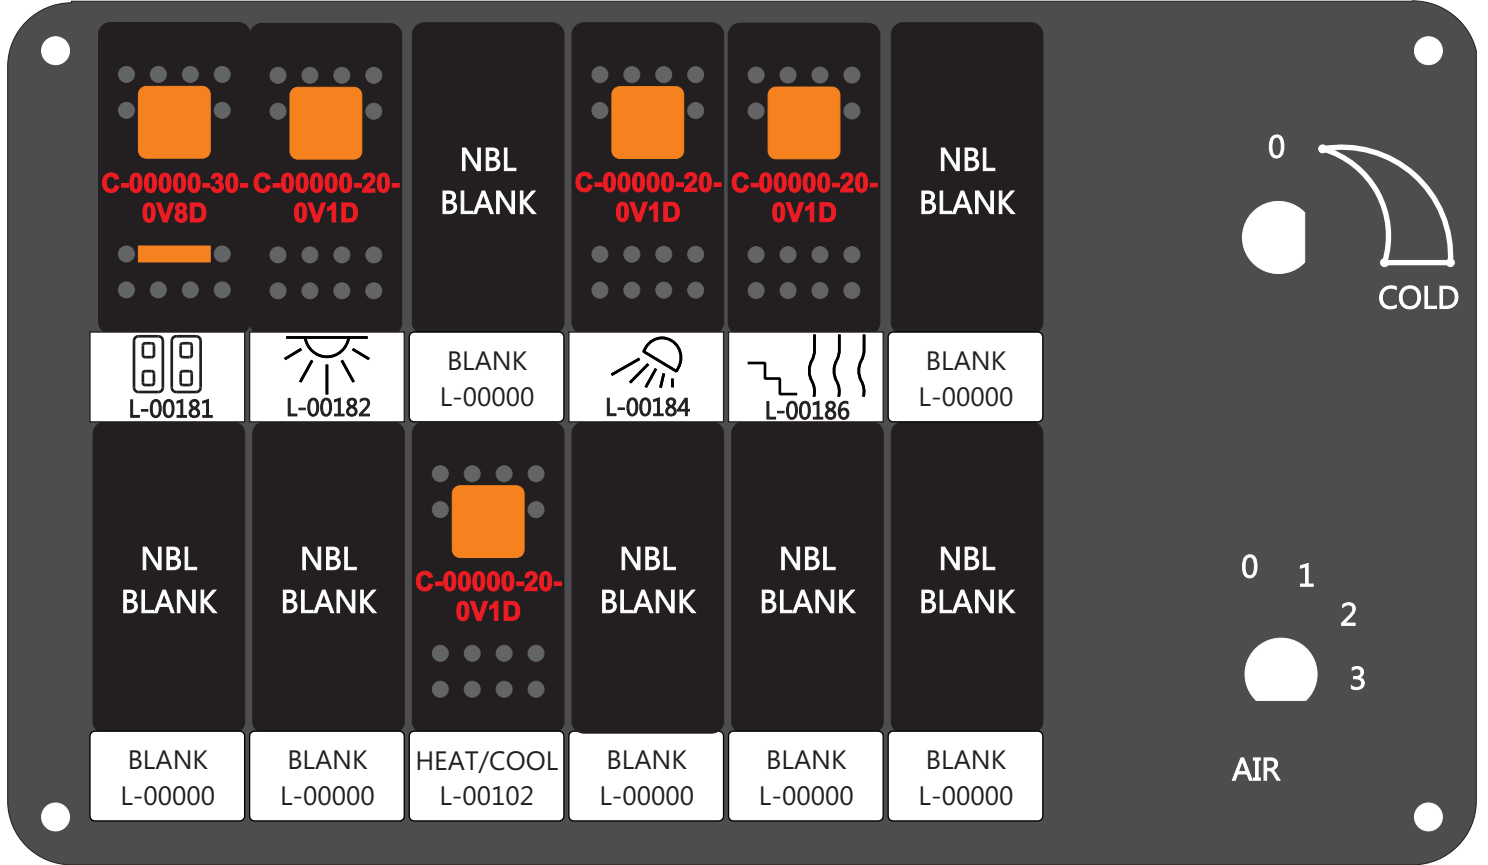 C-00000-30-
0V8D
C-00000-20-
0V1D
NBL
BLANK
C-00000-20-
0V1D
C-00000-20-
0V1D
NBL
BLANK
L-00181
L-00182
BLANK
L-00000
L-00184
L-00186
BLANK
L-00000
NBL
BLANK
NBL
BLANK
C-00000-20-
0V1D
NBL
BLANK
NBL
BLANK
NBL
BLANK
BLANK
L-00000
BLANK
L-00000
HEAT/COOL
L-00102
BLANK
L-00000
BLANK
L-00000
BLANK
L-00000
0
COLD
0
1
2
3
AIR